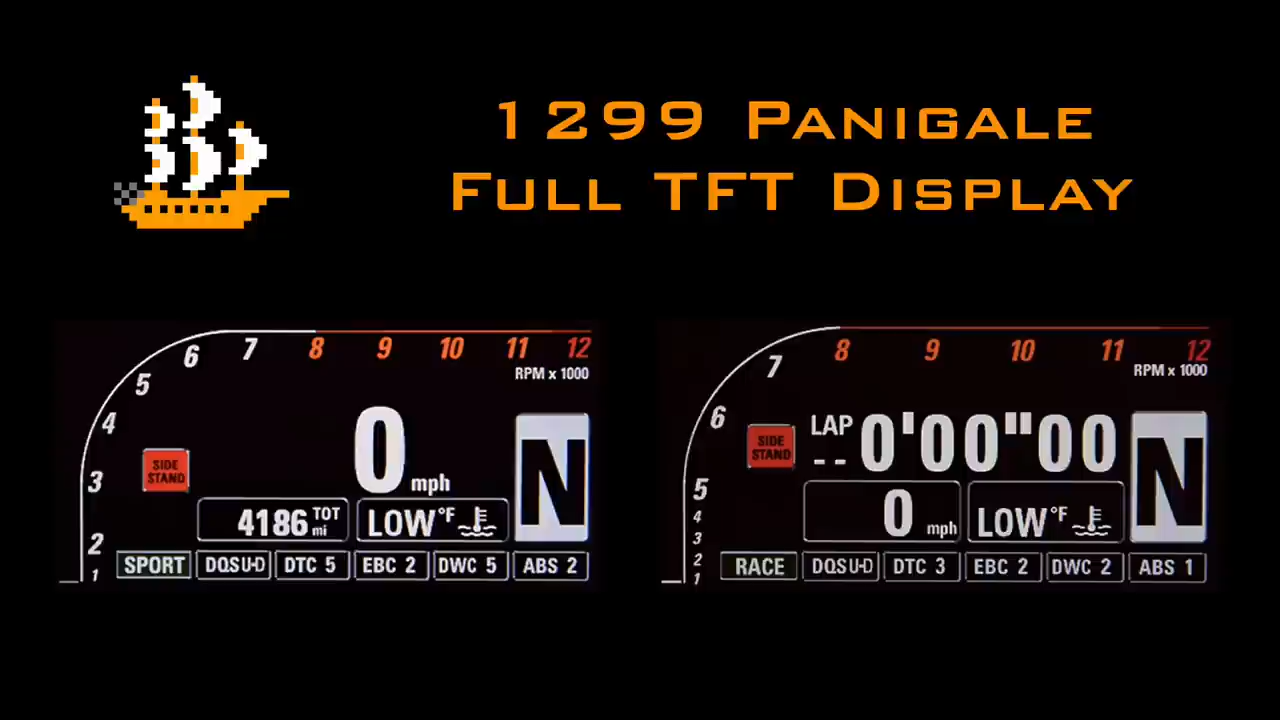 1299 PANIGALE
FULL TFT DISPLAY
6 7 8 9 10 11 12
RPM x 1000
5
4
3
2
1
SIDE
STAND
0 mph
N
4186 TOT mi
LOW °F
SPORT DQS U-D DTC 5 EBC 2 DWC 5 ABS 2
7 8 9 10 11 12
RPM x 1000
6
5
4
3
2
1
SIDE
STAND
LAP
-- 0'00"00
N
0 mph
LOW °F
RACE DQS U-D DTC 3 EBC 2 DWC 2 ABS 1